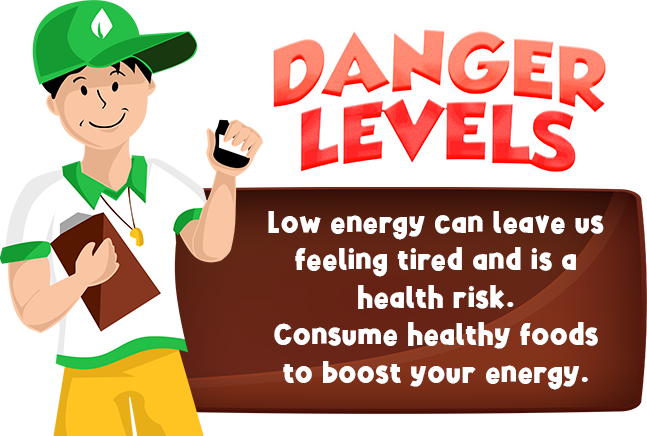 DANGER
LEVELS
Low energy can leave us
feeling tired and is a
health risk.
Consume healthy foods
to boost your energy.